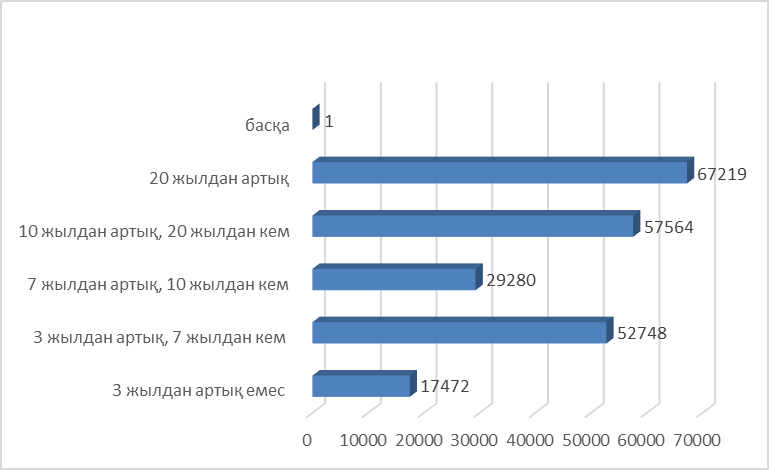 басқа 1
20 жылдан артық 67219
10 жылдан артық, 20 жылдан кем 57564
7 жылдан артық, 10 жылдан кем 29280
3 жылдан артық, 7 жылдан кем 52748
3 жылдан артық емес 17472
0 10000 20000 30000 40000 50000 60000 70000